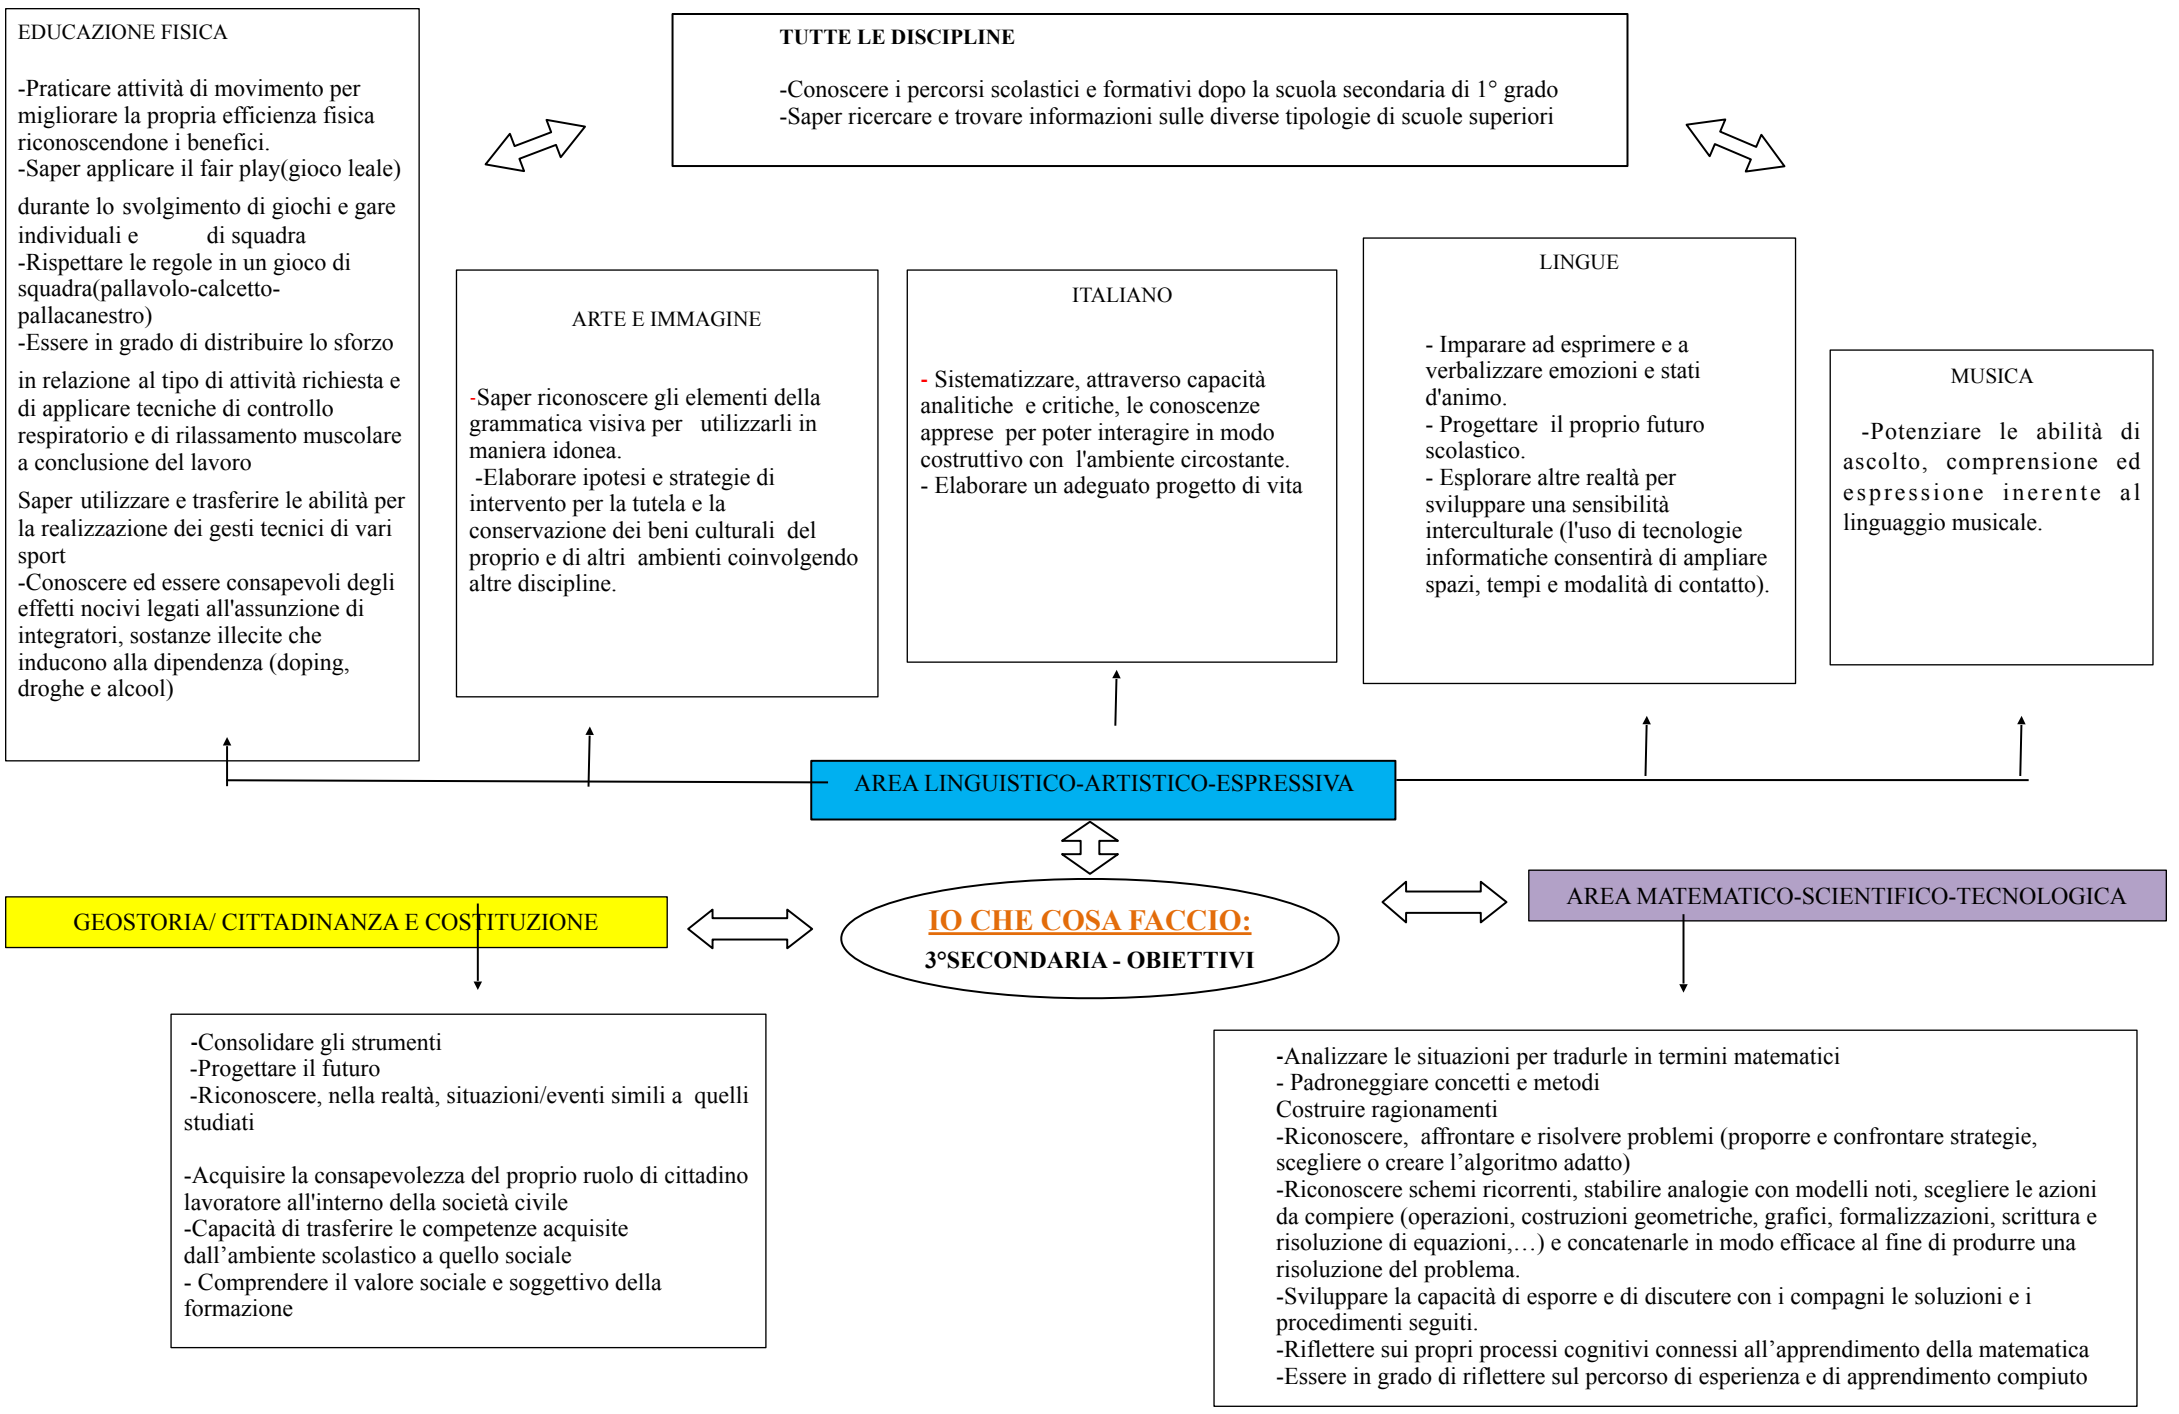 EDUCAZIONE FISICA
-Praticare attività di movimento per
migliorare la propria efficienza fisica
riconoscendone i benefici.
-Saper applicare il fair play(gioco leale)
durante lo svolgimento di giochi e gare
individuali e di squadra
-Rispettare le regole in un gioco di
squadra(pallavolo-calcetto-
pallacanestro)
-Essere in grado di distribuire lo sforzo
in relazione al tipo di attività richiesta e
di applicare tecniche di controllo
respiratorio e di rilassamento muscolare
a conclusione del lavoro
Saper utilizzare e trasferire le abilità per
la realizzazione dei gesti tecnici di vari
sport
-Conoscere ed essere consapevoli degli
effetti nocivi legati all'assunzione di
integratori, sostanze illecite che
inducono alla dipendenza (doping,
droghe e alcool)
TUTTE LE DISCIPLINE
-Conoscere i percorsi scolastici e formativi dopo la scuola secondaria di 1° grado
-Saper ricercare e trovare informazioni sulle diverse tipologie di scuole superiori
ARTE E IMMAGINE
-Saper riconoscere gli elementi della
grammatica visiva per utilizzarli in
maniera idonea.
-Elaborare ipotesi e strategie di
intervento per la tutela e la
conservazione dei beni culturali del
proprio e di altri ambienti coinvolgendo
altre discipline.
ITALIANO
- Sistematizzare, attraverso capacità
analitiche e critiche, le conoscenze
apprese per poter interagire in modo
costruttivo con l'ambiente circostante.
- Elaborare un adeguato progetto di vita
LINGUE
- Imparare ad esprimere e a
verbalizzare emozioni e stati
d'animo.
- Progettare il proprio futuro
scolastico.
- Esplorare altre realtà per
sviluppare una sensibilità
interculturale (l'uso di tecnologie
informatiche consentirà di ampliare
spazi, tempi e modalità di contatto).
MUSICA
-Potenziare le abilità di
ascolto, comprensione ed
espressione inerente al
linguaggio musicale.
AREA LINGUISTICO-ARTISTICO-ESPRESSIVA
GEOSTORIA/ CITTADINANZA E COSTITUZIONE
IO CHE COSA FACCIO:
3°SECONDARIA - OBIETTIVI
AREA MATEMATICO-SCIENTIFICO-TECNOLOGICA
-Consolidare gli strumenti
-Progettare il futuro
-Riconoscere, nella realtà, situazioni/eventi simili a quelli
studiati
-Acquisire la consapevolezza del proprio ruolo di cittadino
lavoratore all'interno della società civile
-Capacità di trasferire le competenze acquisite
dall’ambiente scolastico a quello sociale
- Comprendere il valore sociale e soggettivo della
formazione
-Analizzare le situazioni per tradurle in termini matematici
- Padroneggiare concetti e metodi
Costruire ragionamenti
-Riconoscere, affrontare e risolvere problemi (proporre e confrontare strategie,
scegliere o creare l’algoritmo adatto)
-Riconoscere schemi ricorrenti, stabilire analogie con modelli noti, scegliere le azioni
da compiere (operazioni, costruzioni geometriche, grafici, formalizzazioni, scrittura e
risoluzione di equazioni,…) e concatenarle in modo efficace al fine di produrre una
risoluzione del problema.
-Sviluppare la capacità di esporre e di discutere con i compagni le soluzioni e i
procedimenti seguiti.
-Riflettere sui propri processi cognitivi connessi all’apprendimento della matematica
-Essere in grado di riflettere sul percorso di esperienza e di apprendimento compiuto